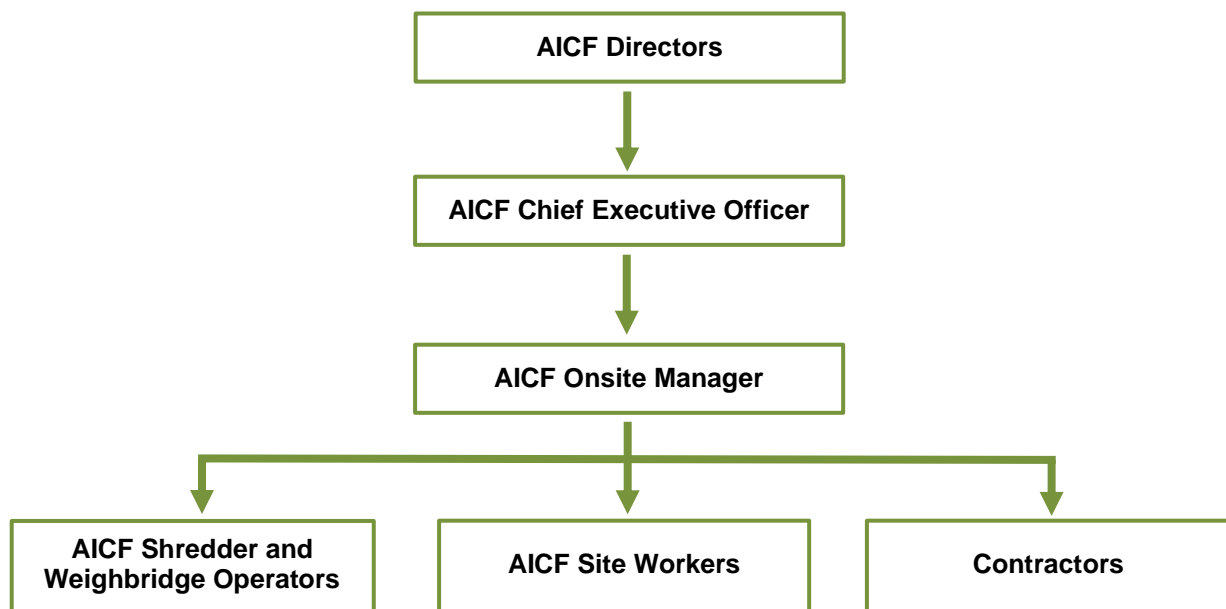 AICF Directors
AICF Chief Executive Officer
AICF Onsite Manager
AICF Shredder and
Weighbridge Operators
AICF Site Workers
Contractors